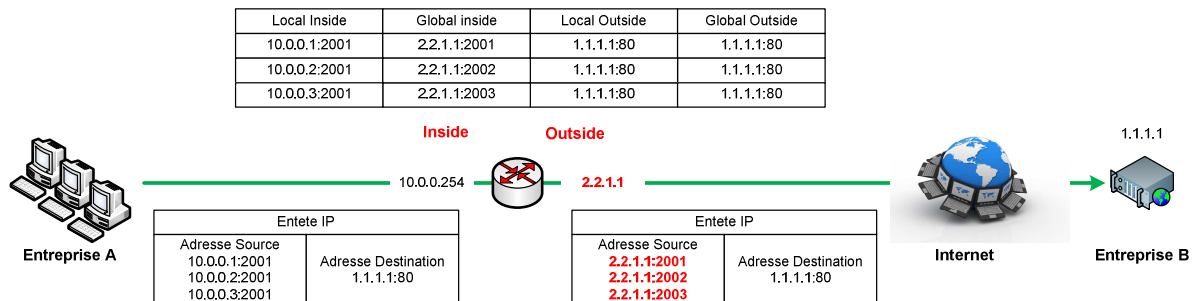 Local Inside Global inside Local Outside Global Outside
10.0.0.1:2001 2.2.1.1:2001 1.1.1.1:80 1.1.1.1:80
10.0.0.2:2001 2.2.1.1:2002 1.1.1.1:80 1.1.1.1:80
10.0.0.3:2001 2.2.1.1:2003 1.1.1.1:80 1.1.1.1:80
Inside Outside
1.1.1.1
10.0.0.254
2.2.1.1
Entreprise A
Internet
Entreprise B
Entete IP
Adresse Source
10.0.0.1:2001
10.0.0.2:2001
10.0.0.3:2001
Adresse Destination
1.1.1.1:80
Entete IP
Adresse Source
2.2.1.1:2001
2.2.1.1:2002
2.2.1.1:2003
Adresse Destination
1.1.1.1:80